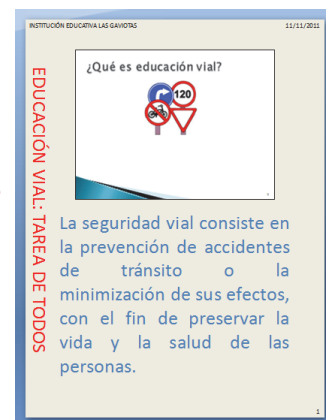 INSTITUCIÓN EDUCATIVA LAS GAVIOTAS
11/11/2011
EDUCACIÓN VIAL: TAREA DE TODOS
¿Qué es educación vial?
120
La seguridad vial consiste en
la prevención de accidentes
de tránsito o la
minimización de sus efectos,
con el fin de preservar la
vida y la salud de las
personas.
1